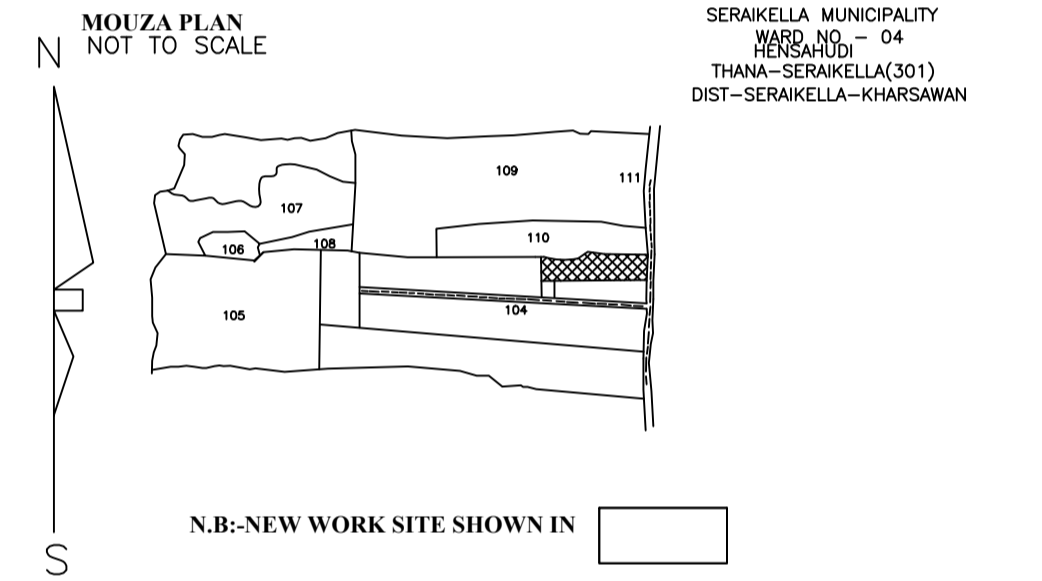 MOUZA PLAN
NOT TO SCALE
N
SERAIKELLA MUNICIPALITY
WARD NO - 04
HENSAHUDI
THANA-SERAIKELLA(301)
DIST-SERAIKELLA-KHARSAWAN
109
111
107
110
106
108
105
104
N.B:-NEW WORK SITE SHOWN IN
S